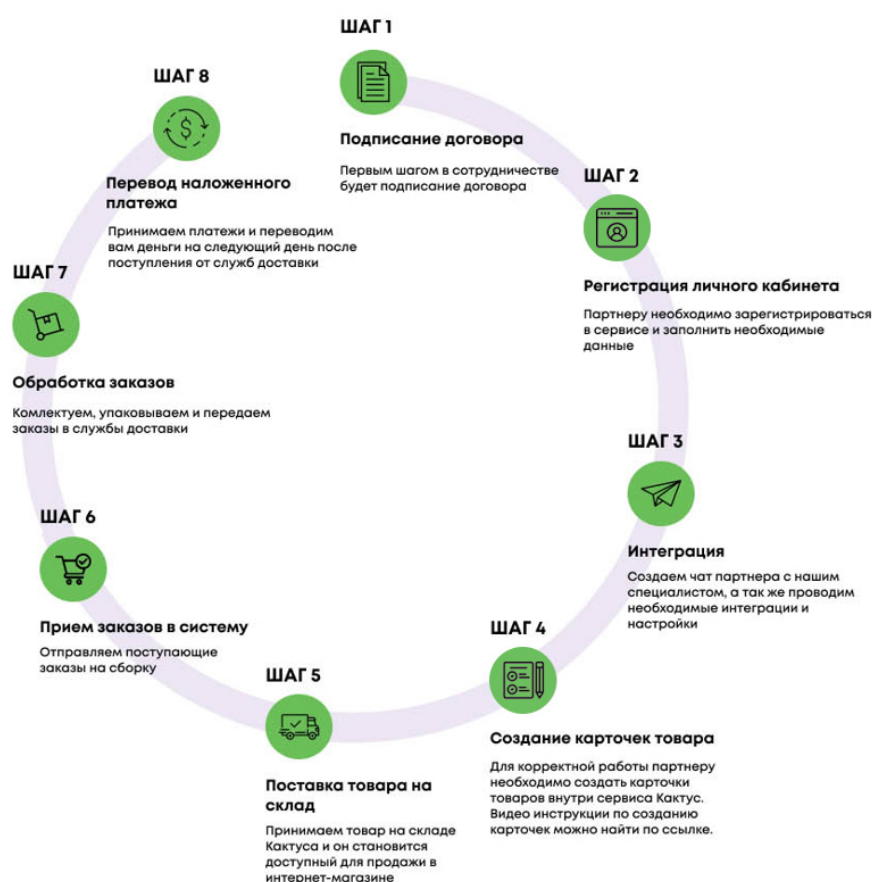 ШАГ 1
Подписание договора
Первым шагом в сотрудничестве
будет подписание договора
ШАГ 2
Регистрация личного кабинета
Партнеру необходимо зарегистрироваться
в сервисе и заполнить необходимые
данные
ШАГ 3
Интеграция
Создаем чат партнера с нашим
специалистом, а так же проводим
необходимые интеграции и
настройки
ШАГ 4
Создание карточек товара
Для корректной работы партнеру
необходимо создать карточки
товаров внутри сервиса Кактус.
Видео инструкции по созданию
карточек можно найти по ссылке.
ШАГ 5
Поставка товара на
склад
Принимаем товар на складе
Кактуса и он становится
доступный для продажи в
интернет-магазине
ШАГ 6
Прием заказов в систему
Отправляем поступающие
заказы на сборку
ШАГ 7
Обработка заказов
Комлектуем, упаковываем и передаем
заказы в службы доставки
ШАГ 8
Перевод наложенного
платежа
Принимаем платежи и переводим
вам деньги на следующий день после
поступления от служб доставки